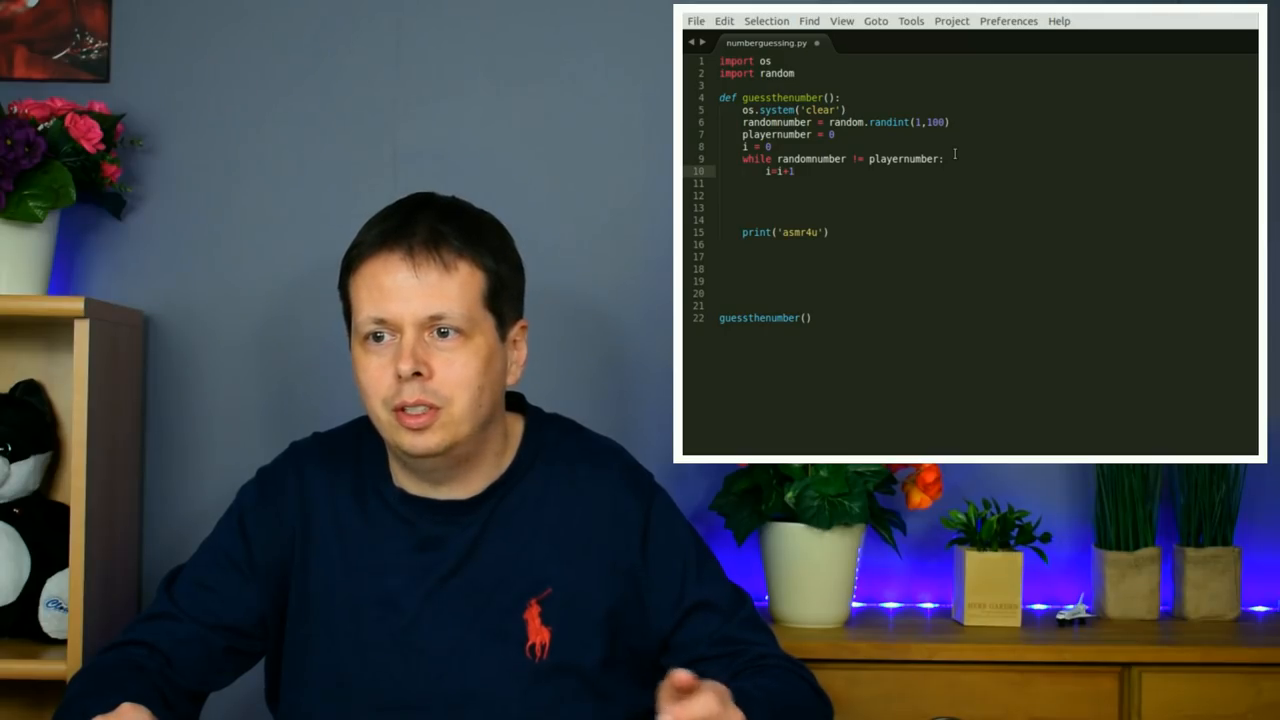 File Edit Selection Find View Goto Tools Project Preferences Help
numberguessing.py
1 import os
2 import random
3
4 def guessthenumber():
5 os.system('clear')
6 randomnumber = random.randint(1,100)
7 playernumber = 0
8 i = 0
9 while randomnumber != playernumber:
10 i=i+1
11
12
13
14
15 print('asmr4u')
16
17
18
19
20
21
22 guessthenumber()
HERB GARDEN